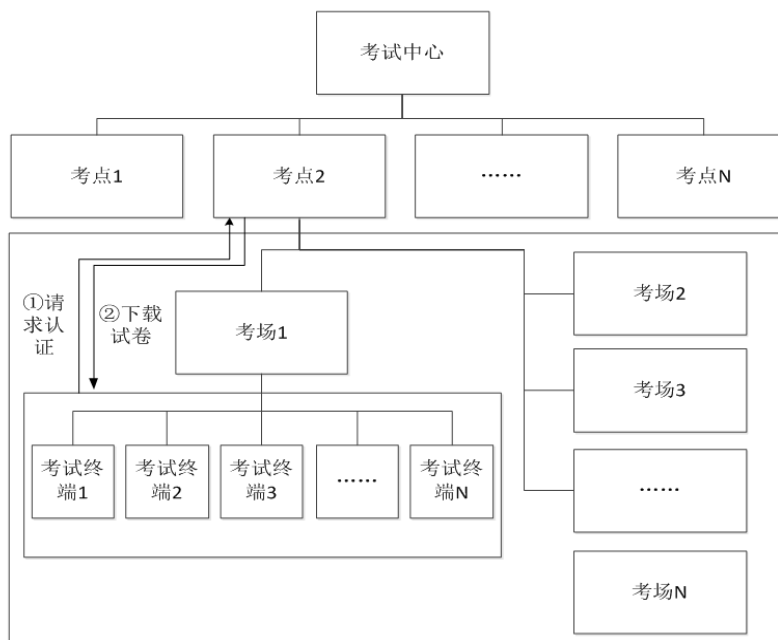 考试中心
考点1
考点2
……
考点N
①请
求认
证
②下载
试卷
考场1
考场2
考场3
……
考场N
考试终
端1
考试终
端2
考试终
端3
……
考试终
端N